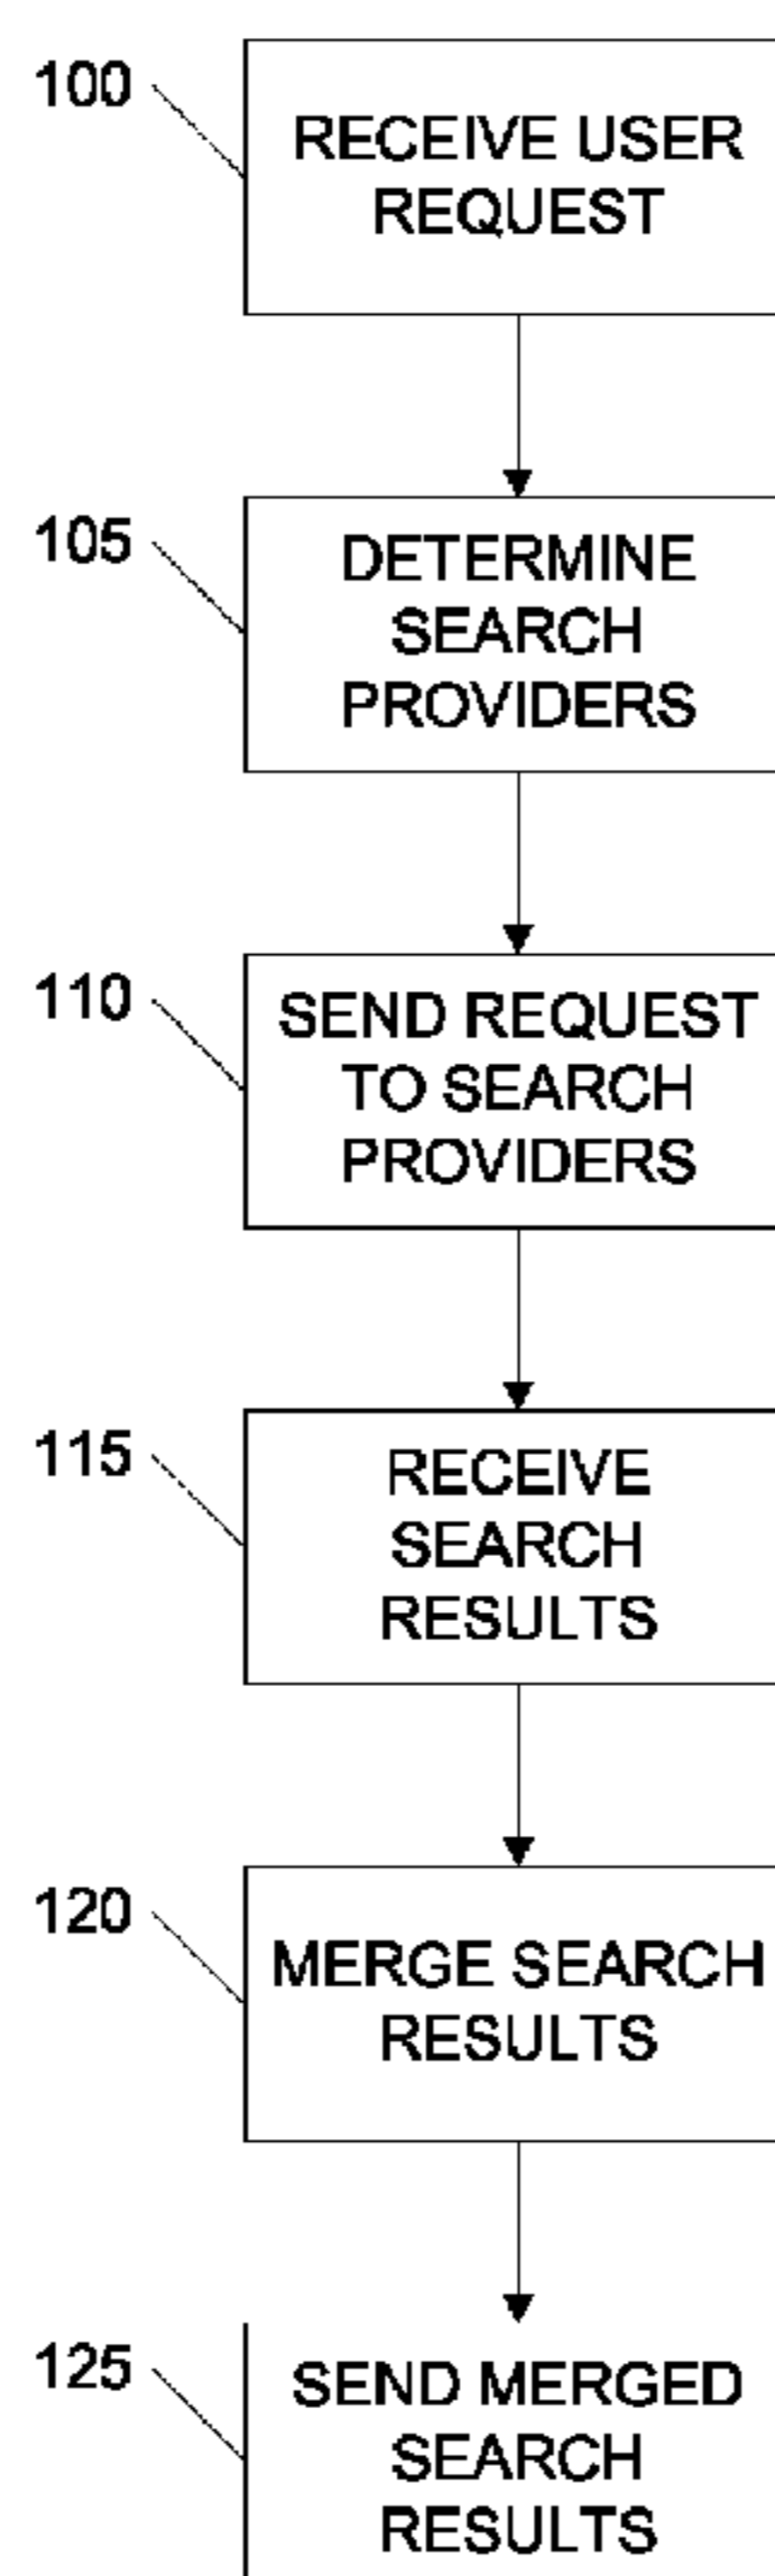 100
RECEIVE USER
REQUEST
105
DETERMINE
SEARCH
PROVIDERS
110
SEND REQUEST
TO SEARCH
PROVIDERS
115
RECEIVE
SEARCH
RESULTS
120
MERGE SEARCH
RESULTS
125
SEND MERGED
SEARCH
RESULTS